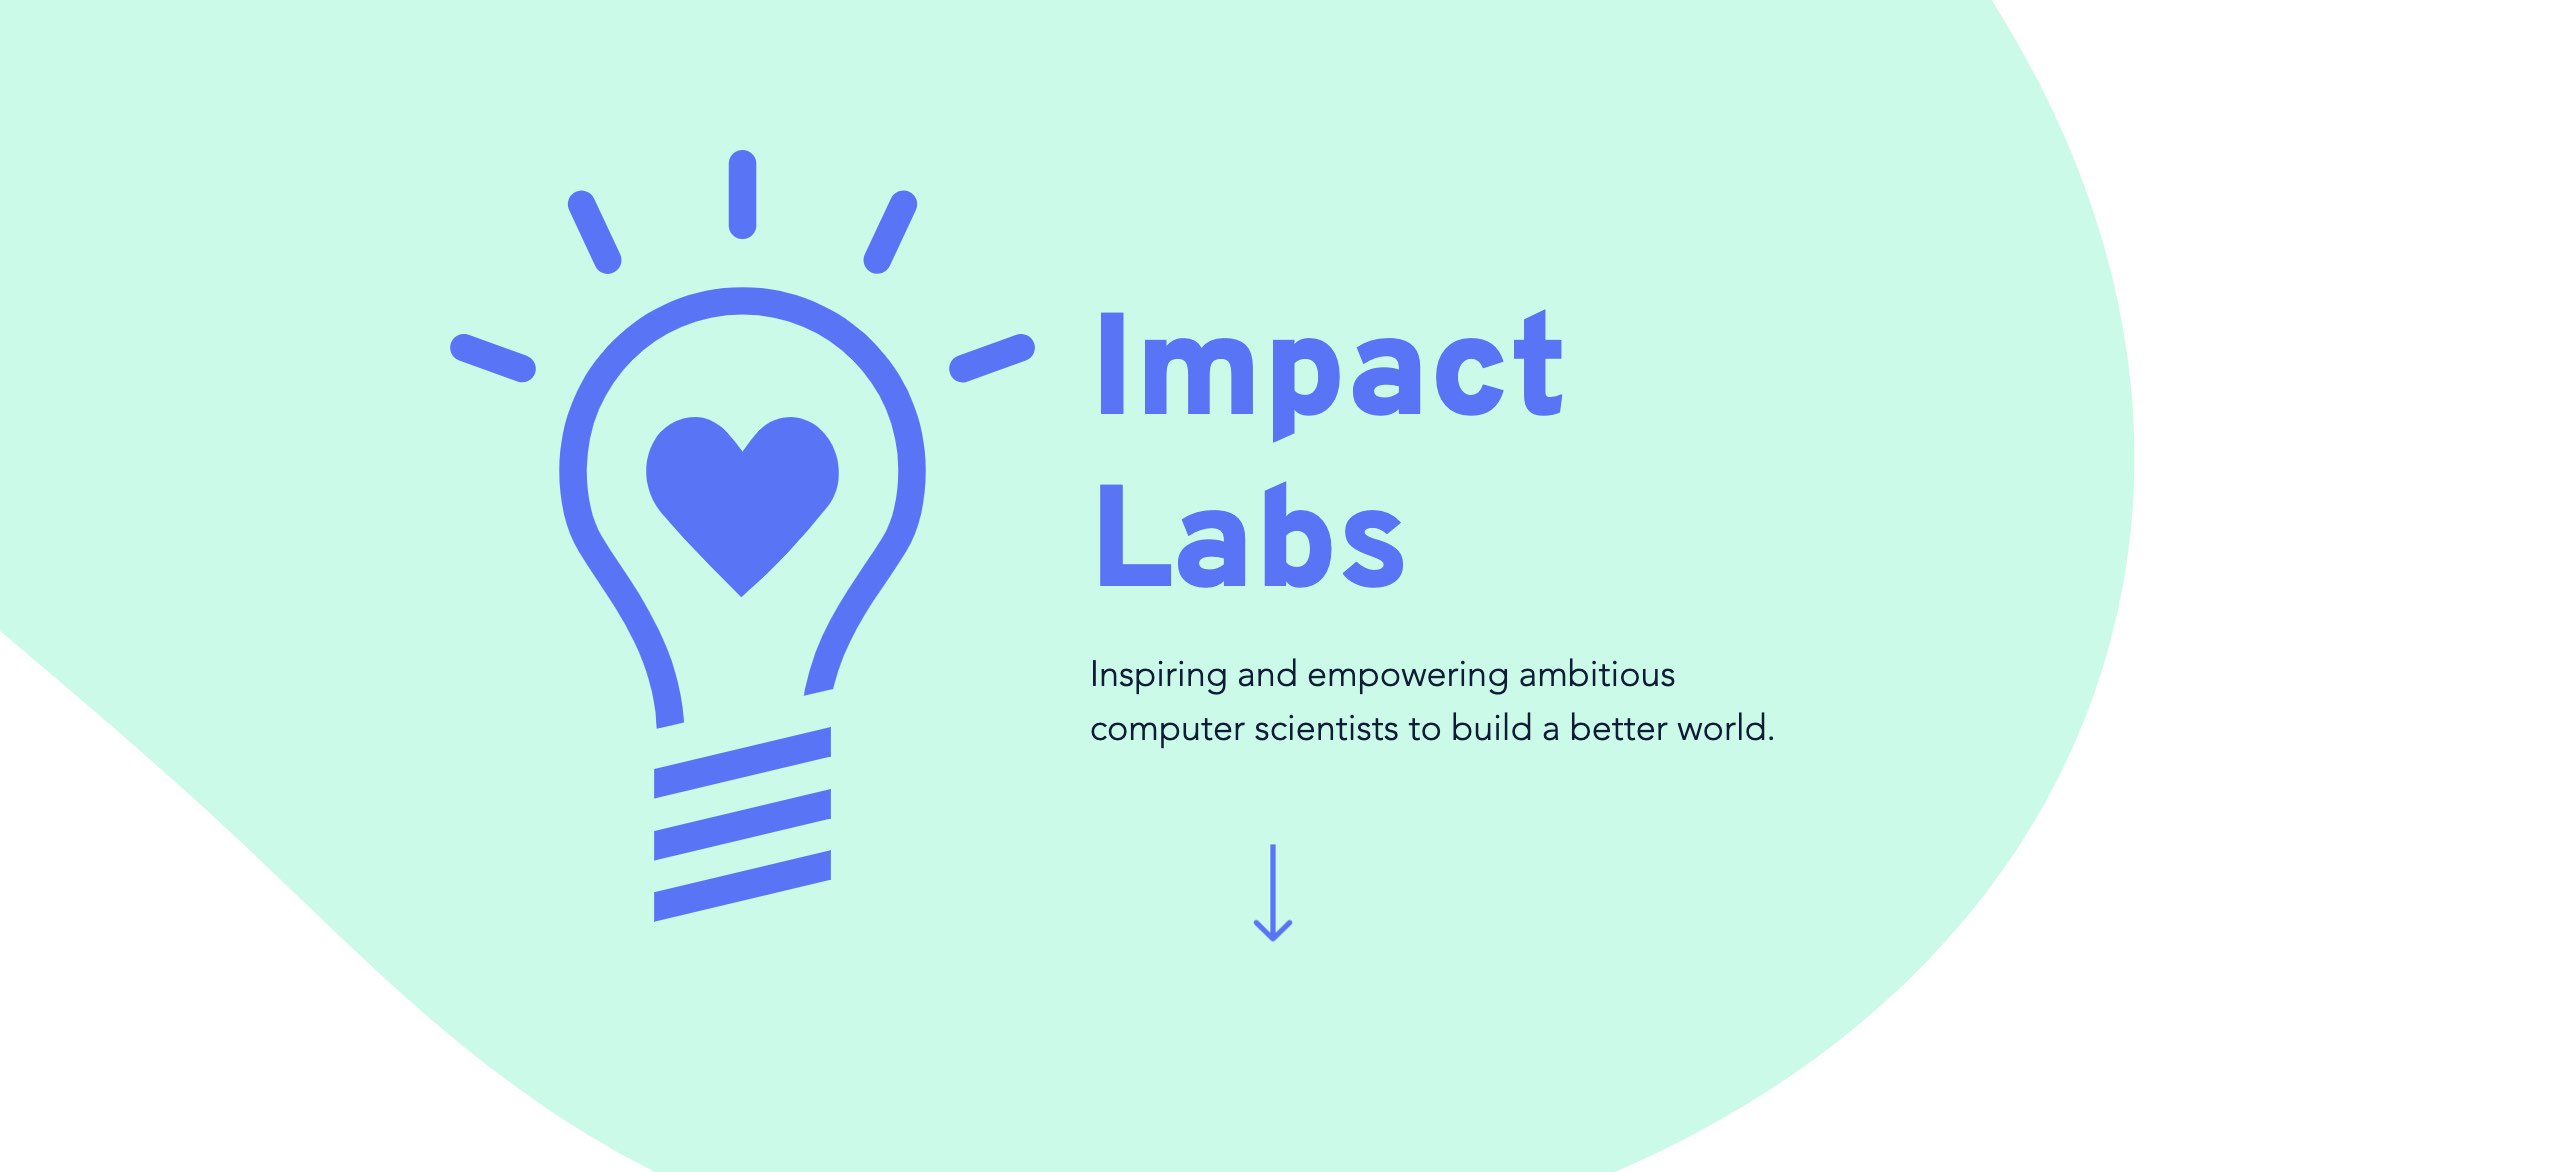 Impact
Labs
Inspiring and empowering ambitious
computer scientists to build a better world.